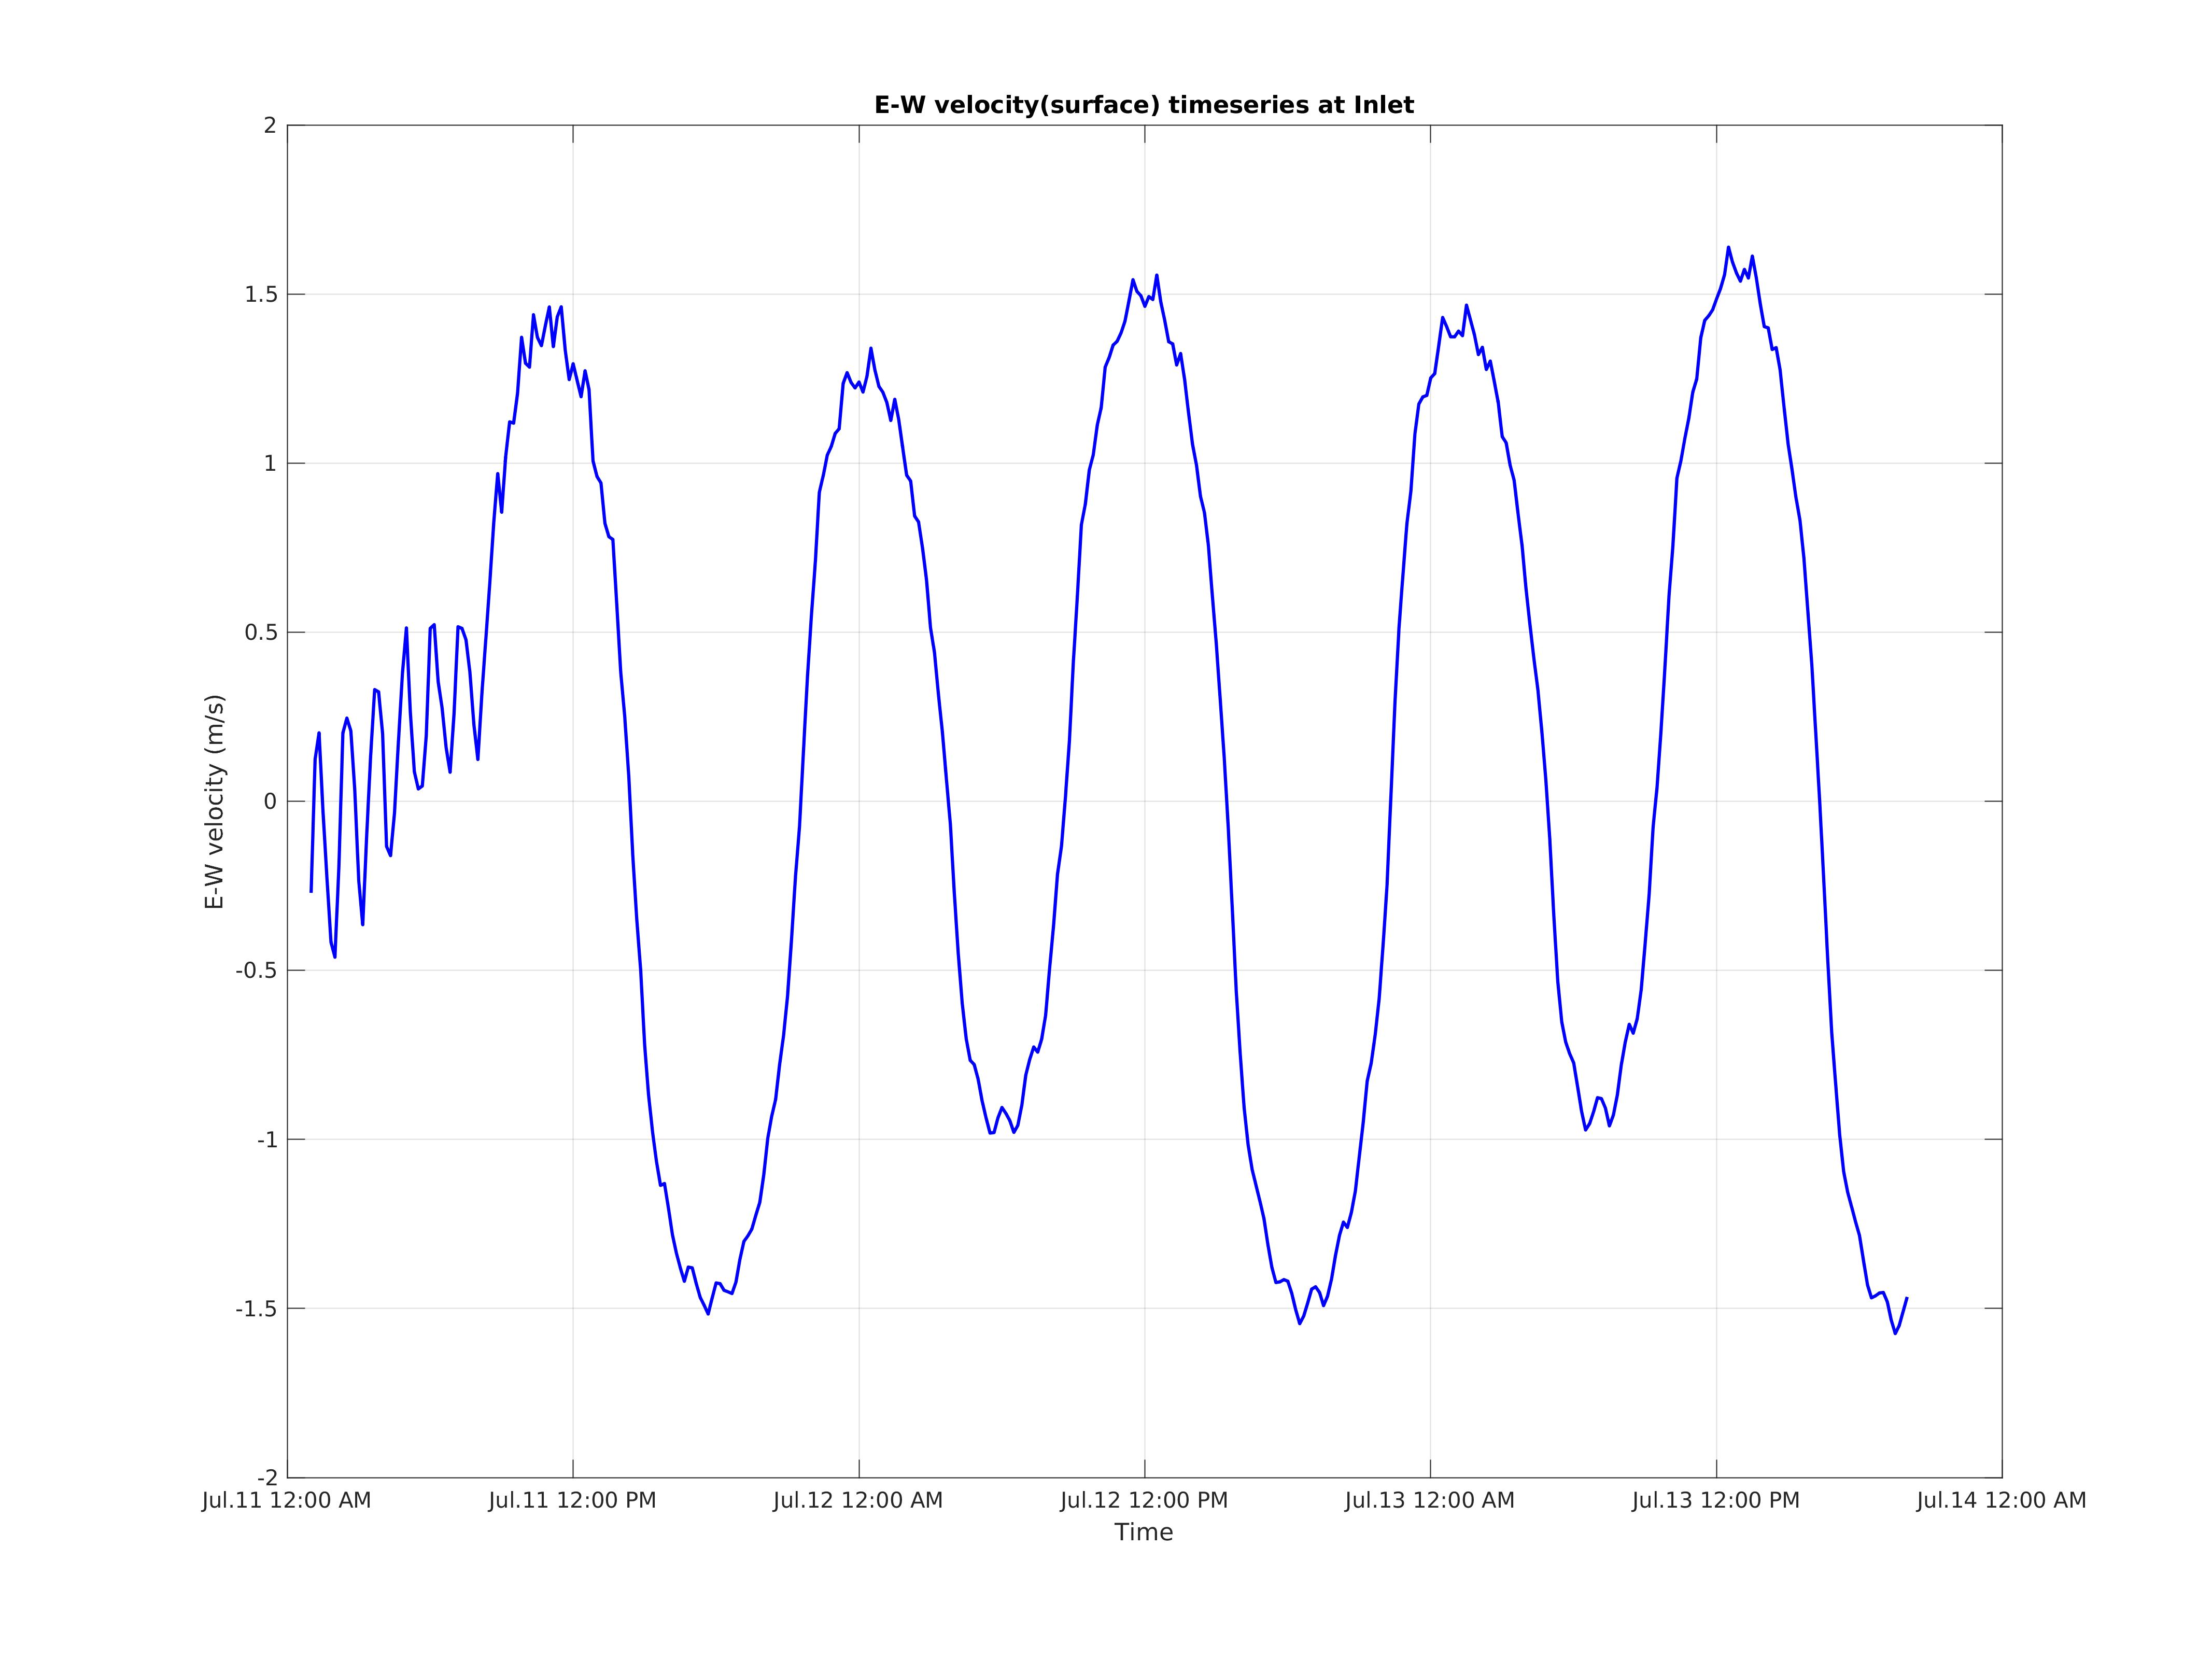 E-W velocity(surface) timeseries at Inlet
2
1.5
1
0.5
0
-0.5
-1
-1.5
-2
E-W velocity (m/s)
Jul.11 12:00 AM Jul.11 12:00 PM Jul.12 12:00 AM Jul.12 12:00 PM Jul.13 12:00 AM Jul.13 12:00 PM Jul.14 12:00 AM
Time